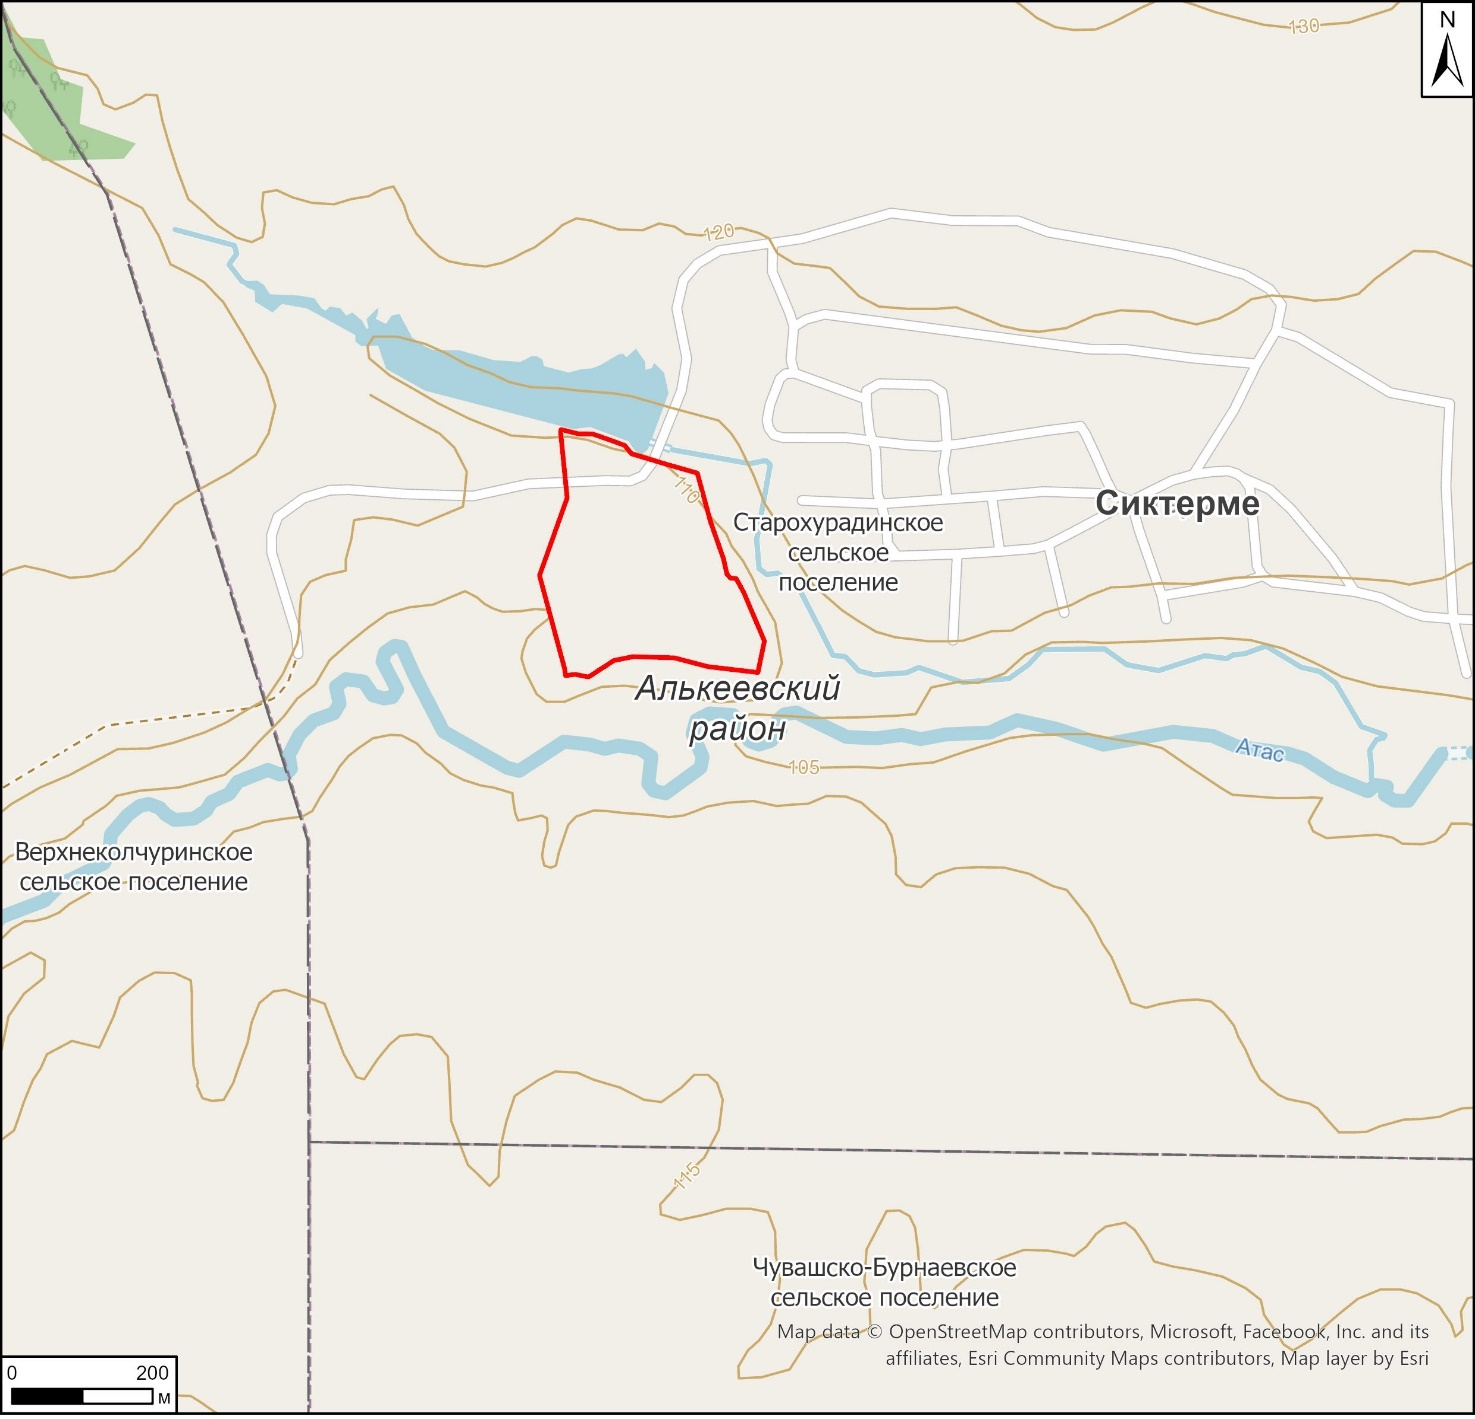 N
130
120
110
Сиктерме
Старохурадинское
сельское
поселение
Алькеевский
район
Атас
105
Верхнеколчуринское
сельское поселение
115
Чувашско-Бурнаевское
сельское поселение
Map data © OpenStreetMap contributors, Microsoft, Facebook, Inc. and its
affiliates, Esri Community Maps contributors, Map layer by Esri
0 200
м